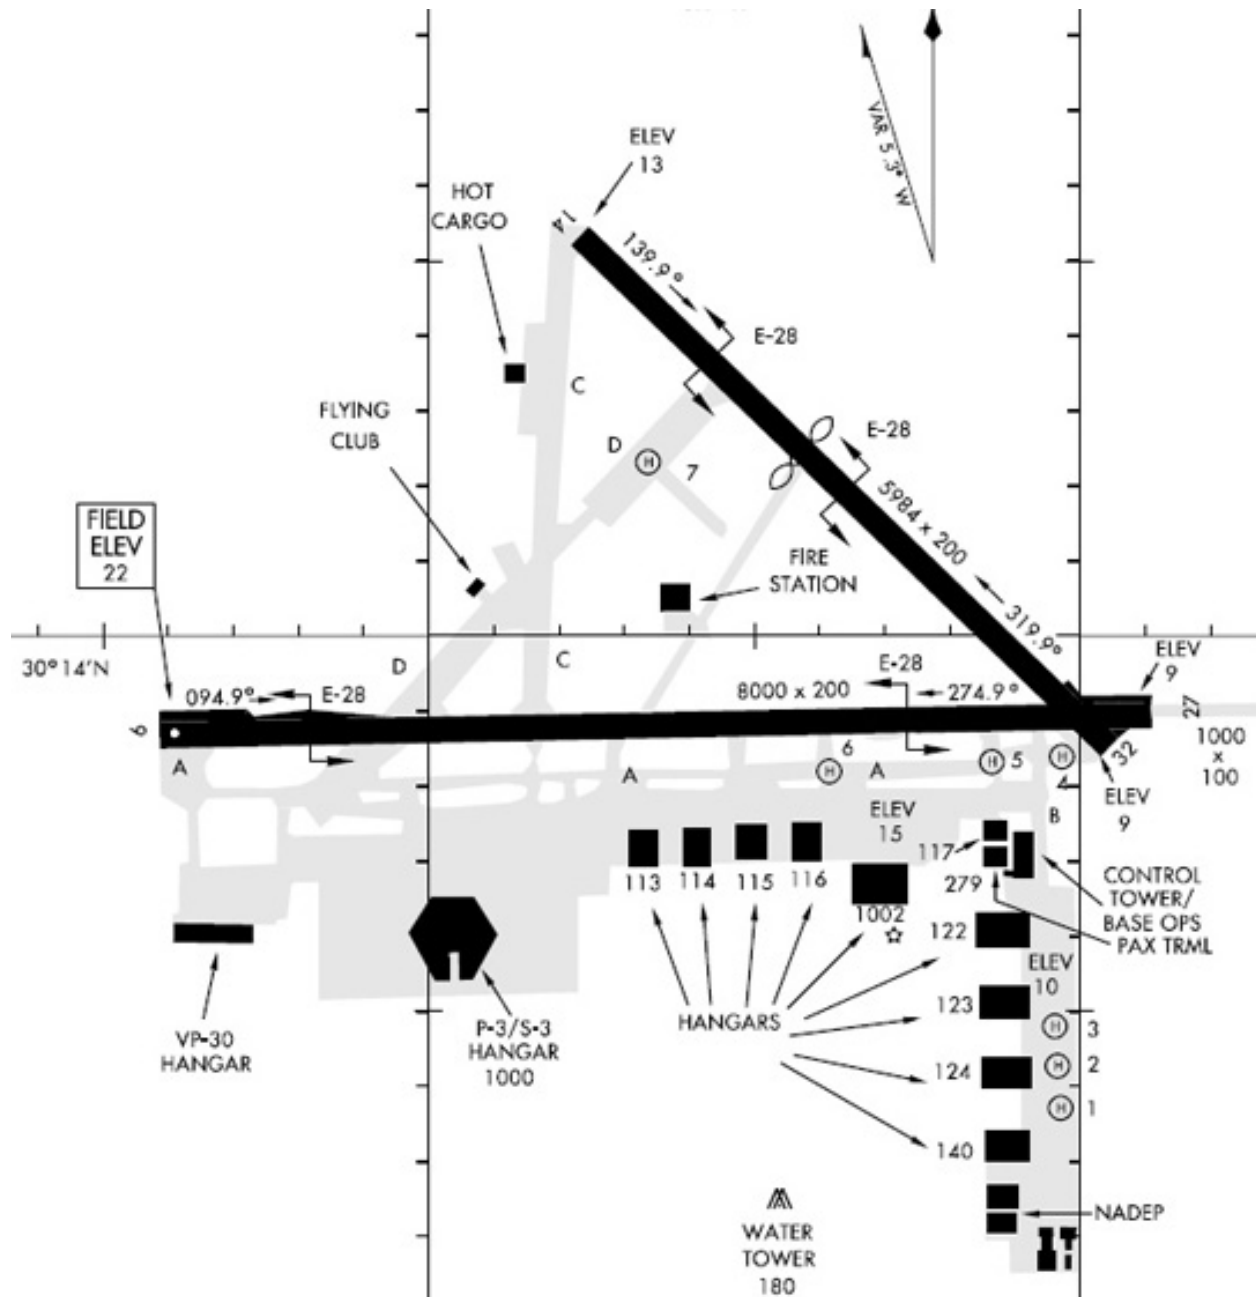 ELEV
13
VAR 5.3° W
HOT
CARGO
14
139.9°
E-28
C
FLYING
CLUB
D
H
7
E-28
5984 x 200
FIELD
ELEV
22
FIRE
STATION
319.9°
30°14'N
D
C
E-28
ELEV
9
094.9°
E-28
8000 x 200
274.9°
27
1000
x
100
A
A
6
H
A
H
5
H
4
32
ELEV
9
ELEV
15
B
117
113
114
115
116
279
CONTROL
TOWER/
BASE OPS
PAX TRML
1002
122
ELEV
10
HANGARS
123
H
3
VP-30
HANGAR
P-3/S-3
HANGAR
1000
124
H
2
H
1
140
NADEP
WATER
TOWER
180